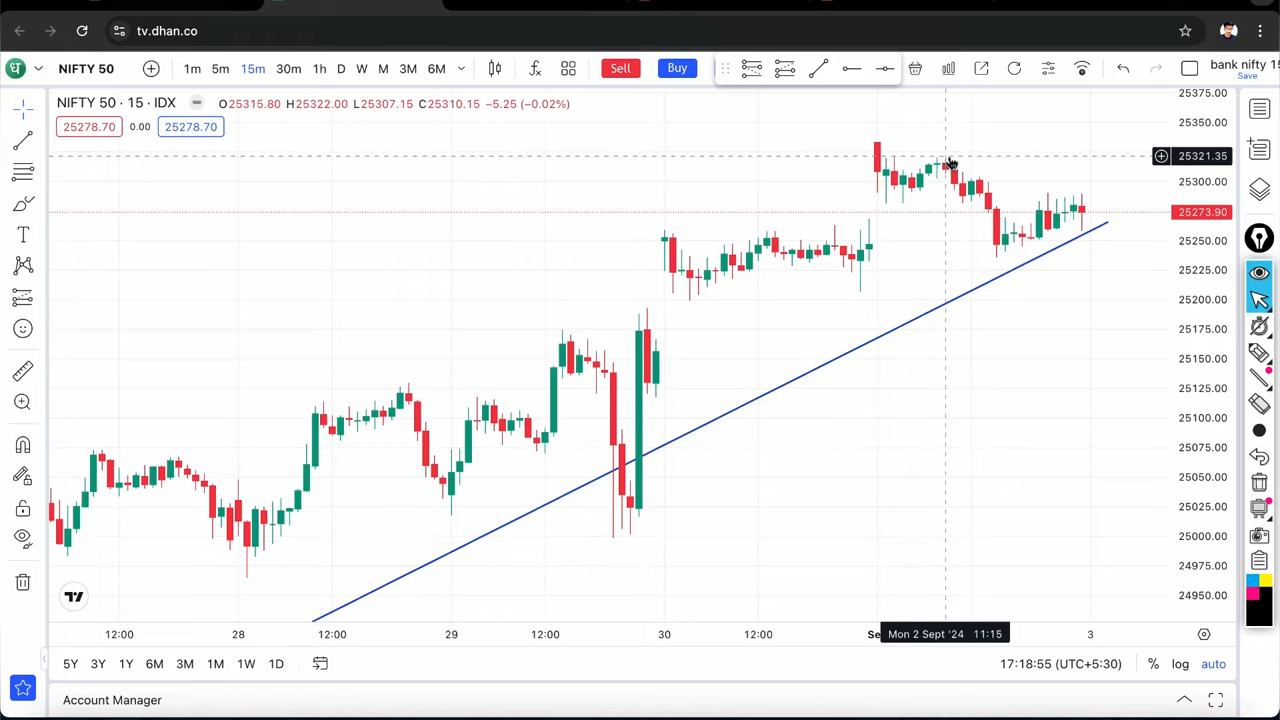 tv.dhan.co
NIFTY 50 1m 5m 15m 30m 1h D W M 3M 6M Sell Buy bank nifty 15
Save
NIFTY 50 · 15 · IDX O25315.80 H25322.00 L25307.15 C25310.15 −5.25 (−0.02%)
25278.70 0.00 25278.70
25375.00
25350.00
25321.35
25300.00
25273.90
25250.00
25225.00
25200.00
25175.00
25150.00
25125.00
25100.00
25075.00
25050.00
25025.00
25000.00
24975.00
24950.00
12:00 28 12:00 29 12:00 30 12:00 Se Mon 2 Sept '24 11:15 3
5Y 3Y 1Y 6M 3M 1M 1W 1D 17:18:55 (UTC+5:30) % log auto
Account Manager